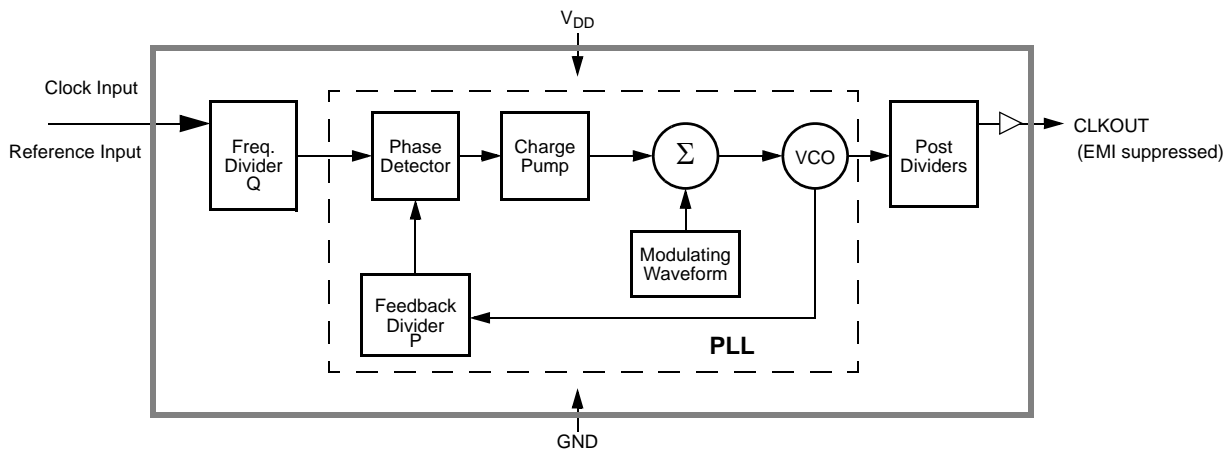 VDD
Clock Input
Reference Input
Freq.
Divider
Q
Phase
Detector
Charge
Pump
Σ
VCO
Post
Dividers
CLKOUT
(EMI suppressed)
Modulating
Waveform
Feedback
Divider
P
PLL
GND